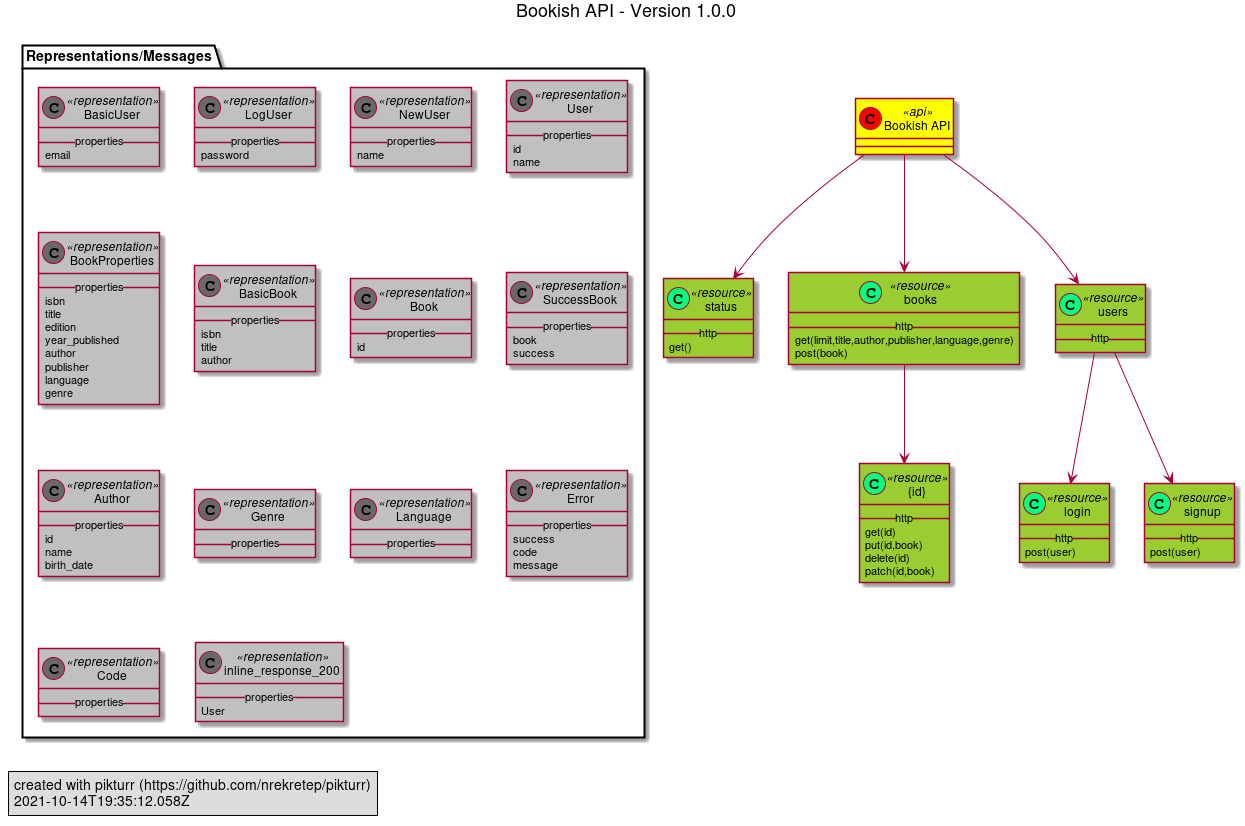 Bookish API - Version 1.0.0
Representations/Messages
«representation»
BasicUser
properties
email
«representation»
LogUser
properties
password
«representation»
NewUser
properties
name
«representation»
User
properties
id
name
«representation»
BookProperties
properties
isbn
title
edition
year_published
author
publisher
language
genre
«representation»
BasicBook
properties
isbn
title
author
«representation»
Book
properties
id
«representation»
SuccessBook
properties
book
success
«representation»
Author
properties
id
name
birth_date
«representation»
Genre
properties
«representation»
Language
properties
«representation»
Error
properties
success
code
message
«representation»
Code
properties
«representation»
inline_response_200
properties
User
C
«api»
Bookish API
«resource»
status
http
get()
«resource»
books
http
get(limit,title,author,publisher,language,genre)
post(book)
«resource»
users
http
«resource»
{id}
http
get(id)
put(id,book)
delete(id)
patch(id,book)
«resource»
login
http
post(user)
«resource»
signup
http
post(user)
created with pikturr (https://github.com/nrekretep/pikturr)
2021-10-14T19:35:12.058Z